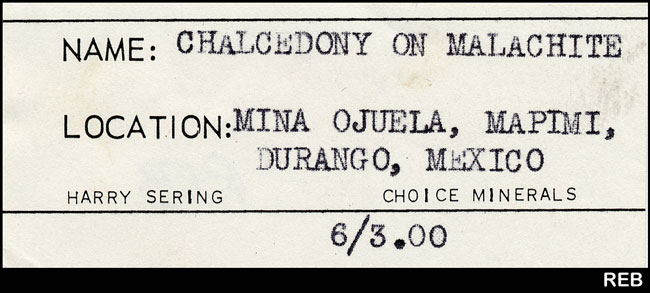 NAME: CHALCEDONY ON MALACHITE
LOCATION: MINA OJUELA, MAPIMI,
DURANGO, MEXICO
HARRY SERING CHOICE MINERALS
6/3.00
REB